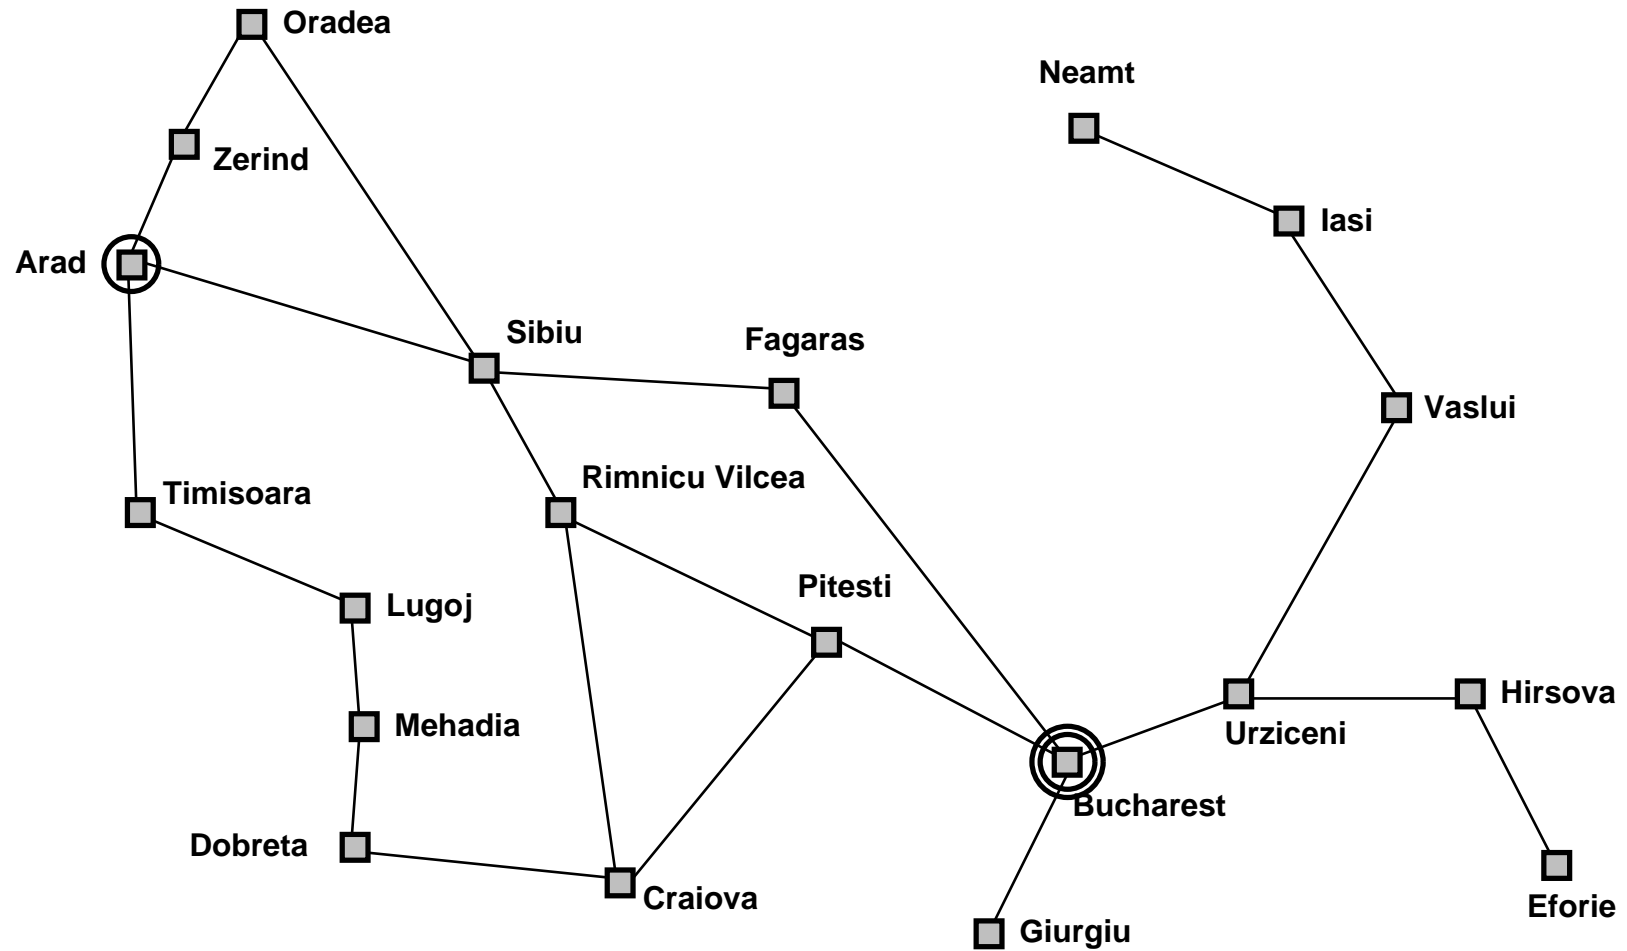 Oradea
Neamt
Zerind
Iasi
Arad
Sibiu
Fagaras
Vaslui
Rimnicu Vilcea
Timisoara
Pitesti
Lugoj
Hirsova
Mehadia
Urziceni
Bucharest
Dobreta
Craiova
Eforie
Giurgiu